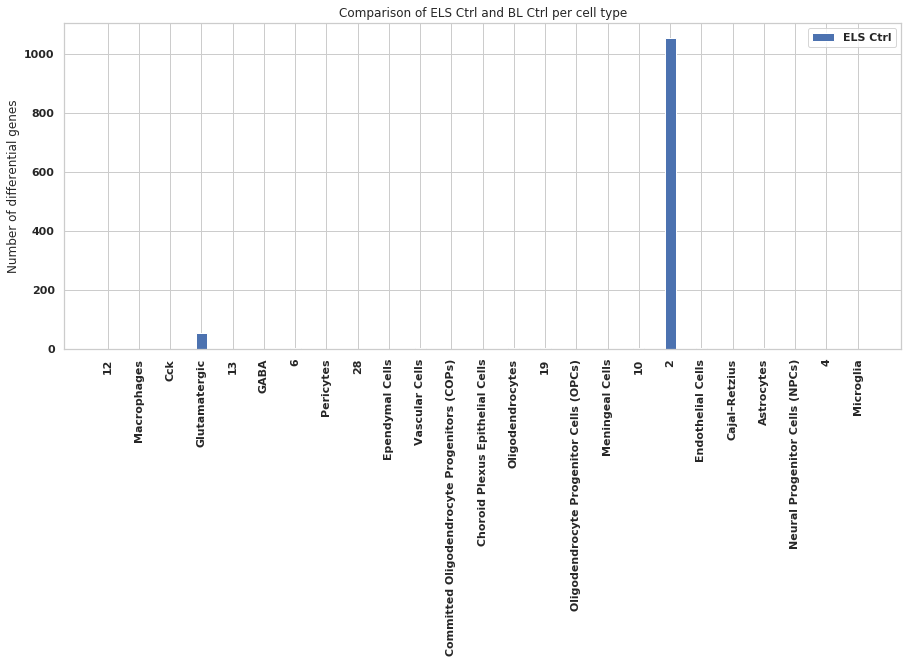 Comparison of ELS Ctrl and BL Ctrl per cell type
ELS Ctrl
Number of differential genes
1000
800
600
400
200
0
12
Macrophages
Cck
Glutamatergic
13
GABA
6
Pericytes
28
Ependymal Cells
Vascular Cells
Committed Oligodendrocyte Progenitors (COPs)
Choroid Plexus Epithelial Cells
Oligodendrocytes
19
Oligodendrocyte Progenitor Cells (OPCs)
Meningeal Cells
10
2
Endothelial Cells
Cajal-Retzius
Astrocytes
Neural Progenitor Cells (NPCs)
4
Microglia